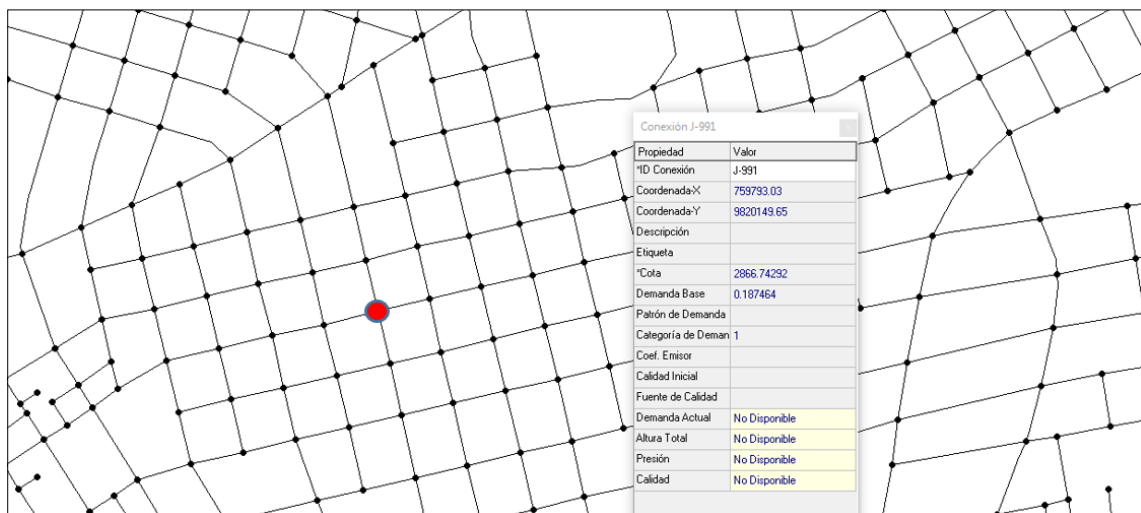 Conexión J-991
Propiedad Valor
*ID Conexión J-991
Coordenada-X 759793.03
Coordenada-Y 9820149.65
Descripción
Etiqueta
*Cota 2866.74292
Demanda Base 0.187464
Patrón de Demanda
Categoría de Deman 1
Coef. Emisor
Calidad Inicial
Fuente de Calidad
Demanda Actual No Disponible
Altura Total No Disponible
Presión No Disponible
Calidad No Disponible